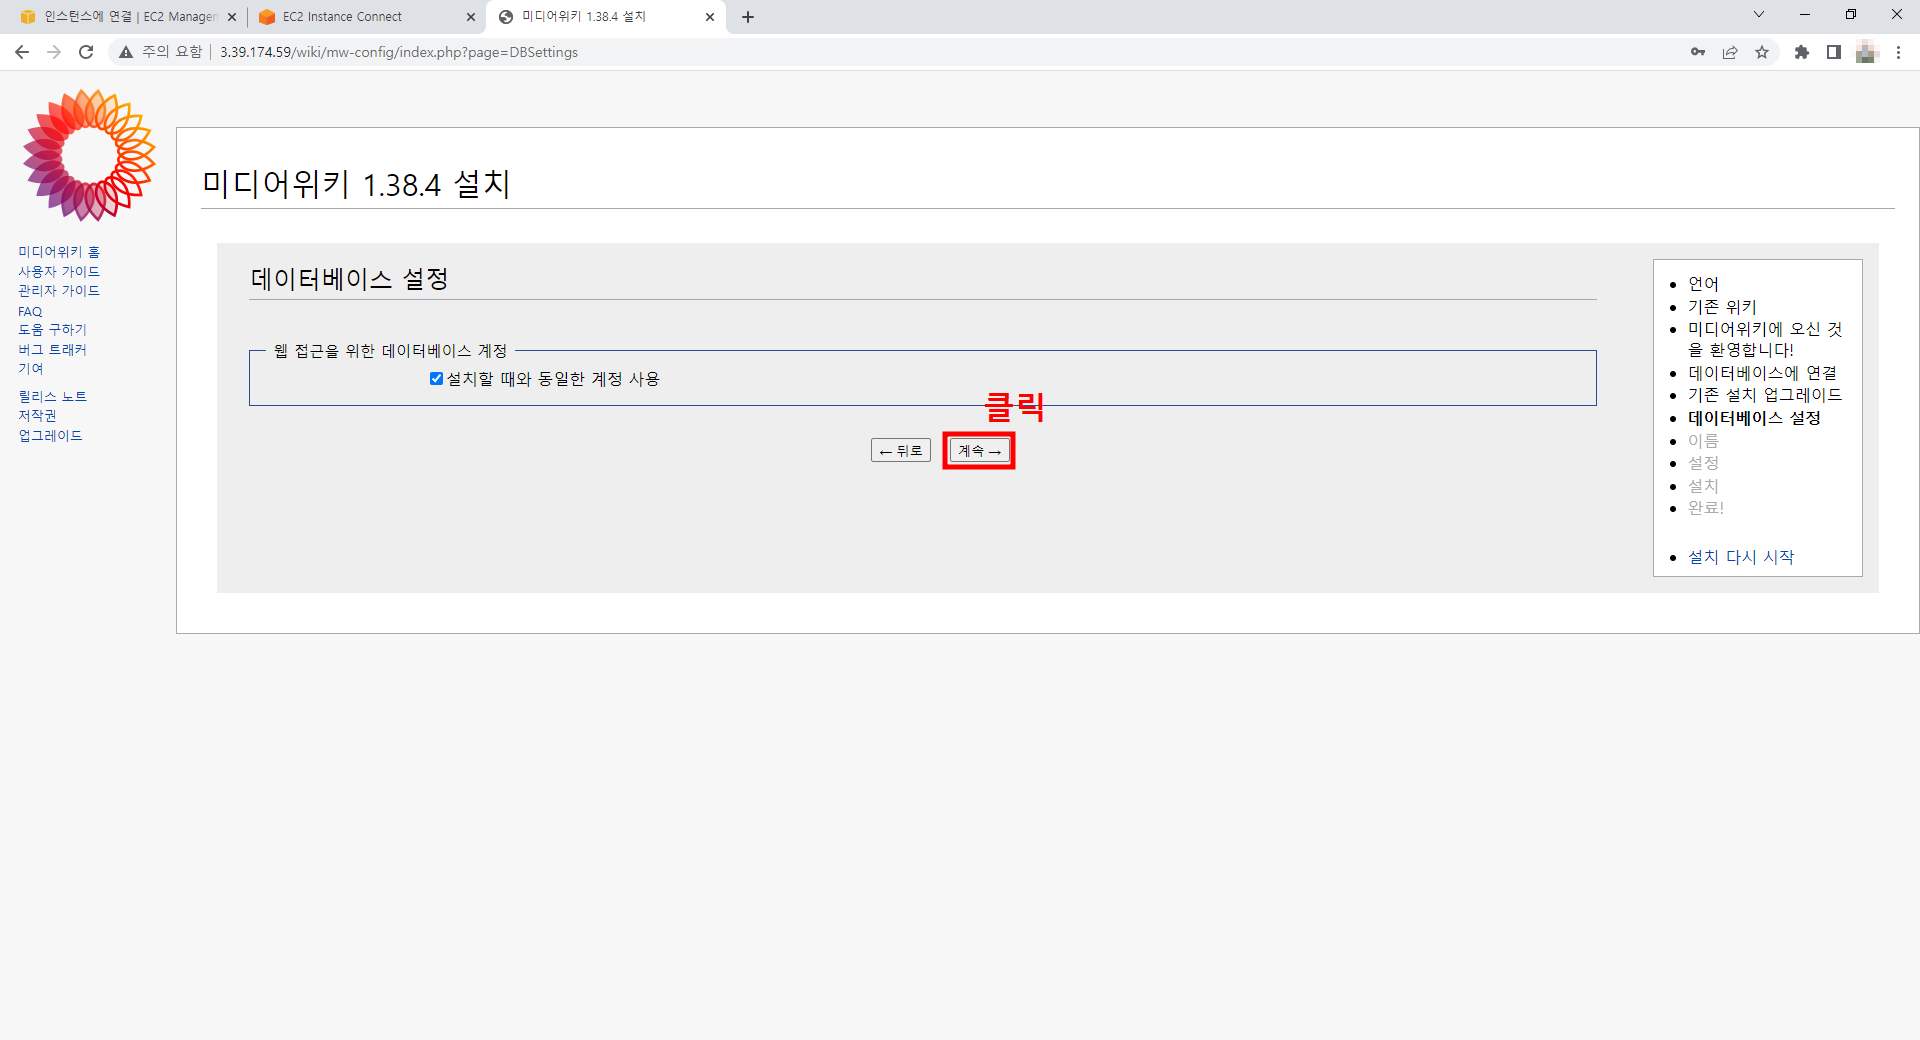 인스턴스에 연결 | EC2 Managen
EC2 Instance Connect
미디어위키 1.38.4 설치
주의 요함
3.39.174.59/wiki/mw-config/index.php?page=DBSettings
미디어위키 홈
사용자 가이드
관리자 가이드
FAQ
도움 구하기
버그 트래커
기여
릴리스 노트
저작권
업그레이드
미디어위키 1.38.4 설치
데이터베이스 설정
웹 접근을 위한 데이터베이스 계정
설치할 때와 동일한 계정 사용
클릭
← 뒤로
계속 →
언어
기존 위키
미디어위키에 오신 것
을 환영합니다!
데이터베이스에 연결
기존 설치 업그레이드
데이터베이스 설정
이름
설정
설치
완료!
설치 다시 시작